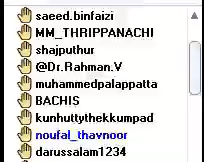 saeed.binfaizi
MM_THRIPPANACHI
shajputhur
@Dr.Rahman.V
muhammedpalappatta
BACHIS
kunhuttythekkumpad
noufal_thavnoor
darussalam1234